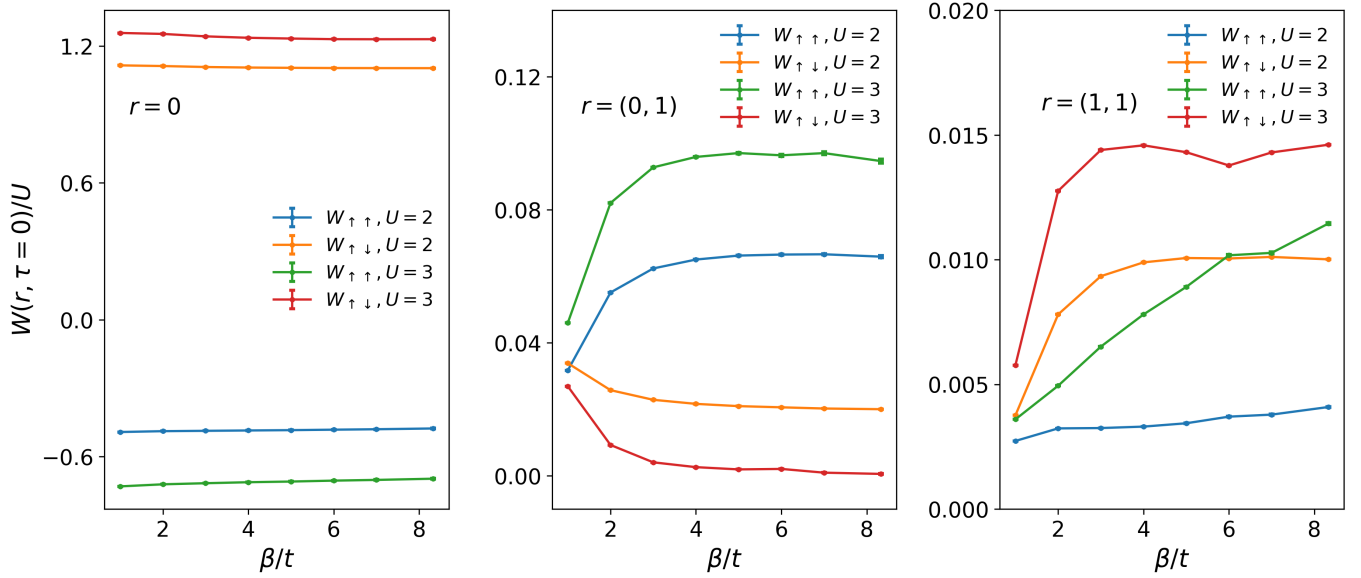 W(r, τ = 0)/U
1.2
0.6
0.0
−0.6
2
4
6
8
β/t
r = 0
W↑↑, U = 2
W↑↓, U = 2
W↑↑, U = 3
W↑↓, U = 3
0.12
0.08
0.04
0.00
2
4
6
8
β/t
r = (0, 1)
W↑↑, U = 2
W↑↓, U = 2
W↑↑, U = 3
W↑↓, U = 3
0.020
0.015
0.010
0.005
0.000
2
4
6
8
β/t
r = (1, 1)
W↑↑, U = 2
W↑↓, U = 2
W↑↑, U = 3
W↑↓, U = 3